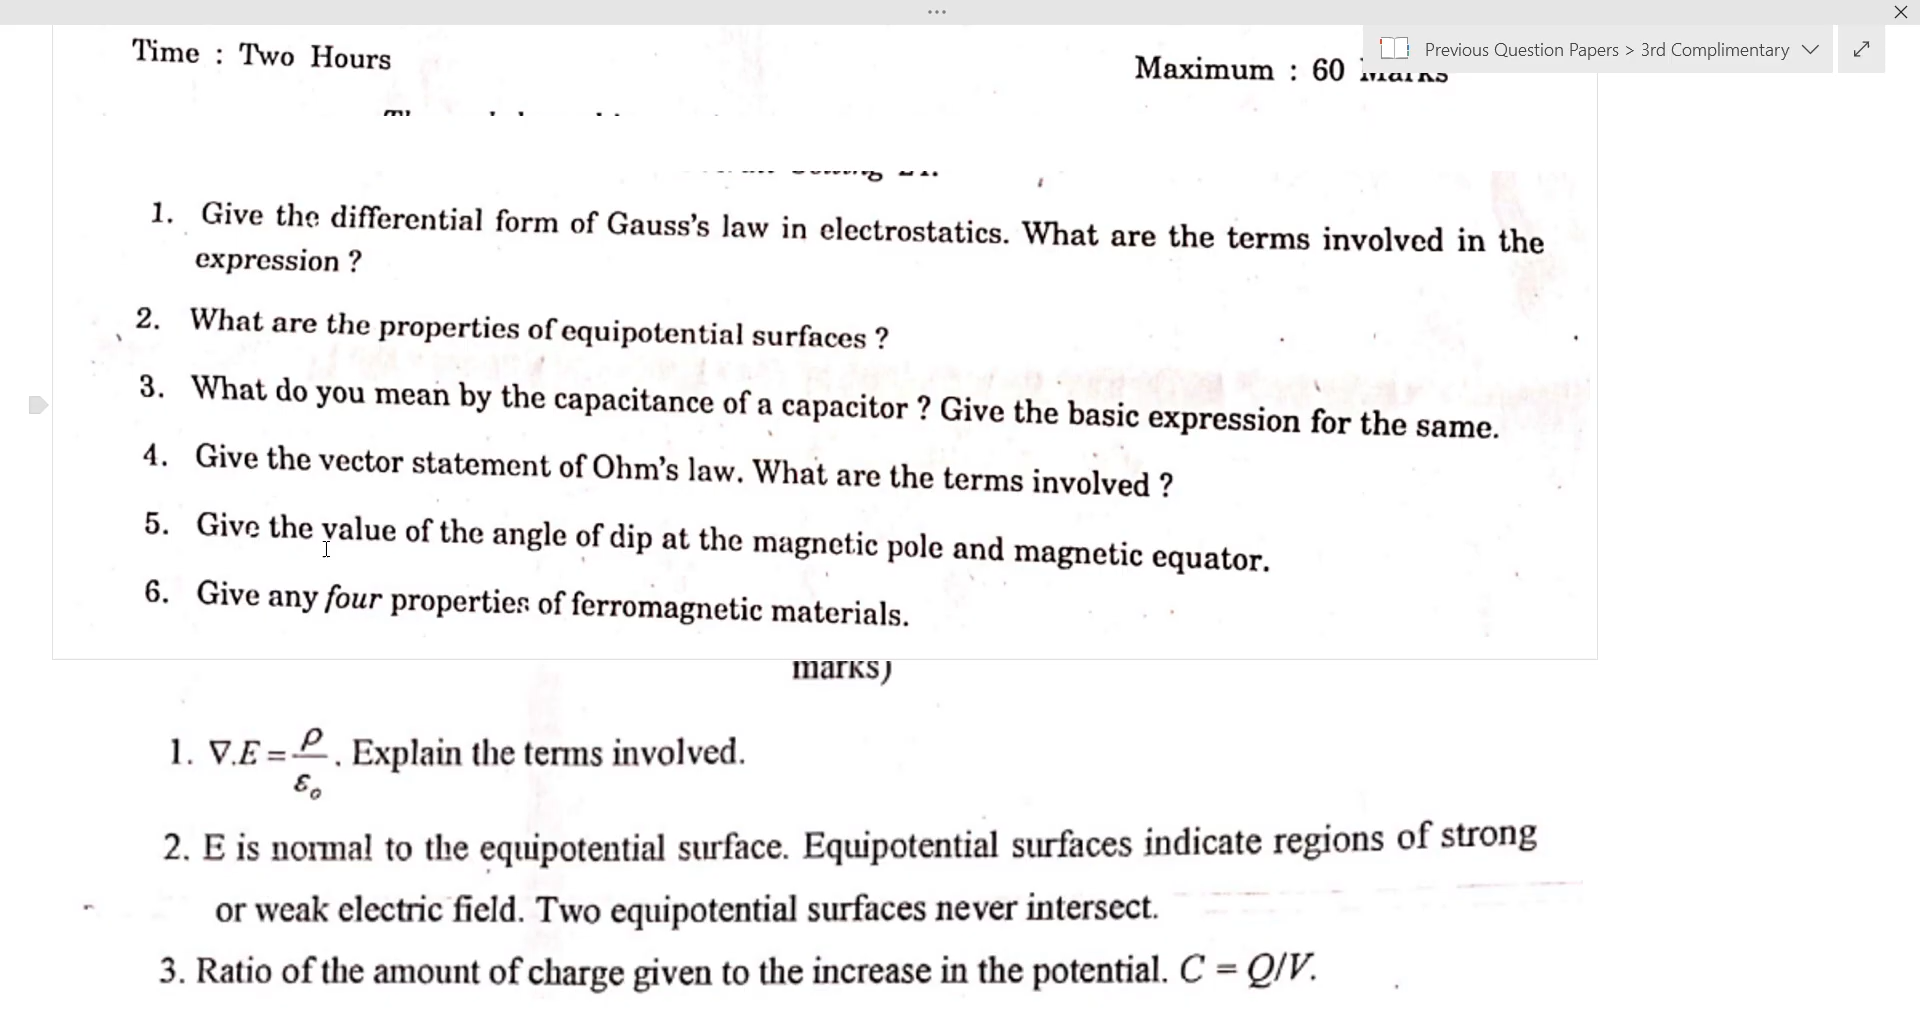 Previous Question Papers > 3rd Complimentary
Time : Two Hours
Maximum : 60 Marks
1. Give the differential form of Gauss's law in electrostatics. What are the terms involved in the
expression ?
2. What are the properties of equipotential surfaces ?
3. What do you mean by the capacitance of a capacitor ? Give the basic expression for the same.
4. Give the vector statement of Ohm's law. What are the terms involved ?
5. Give the value of the angle of dip at the magnetic pole and magnetic equator.
6. Give any four properties of ferromagnetic materials.
marks)
1. ∇.E = ρ/ε₀. Explain the terms involved.
2. E is normal to the equipotential surface. Equipotential surfaces indicate regions of strong
or weak electric field. Two equipotential surfaces never intersect.
3. Ratio of the amount of charge given to the increase in the potential. C = Q/V.